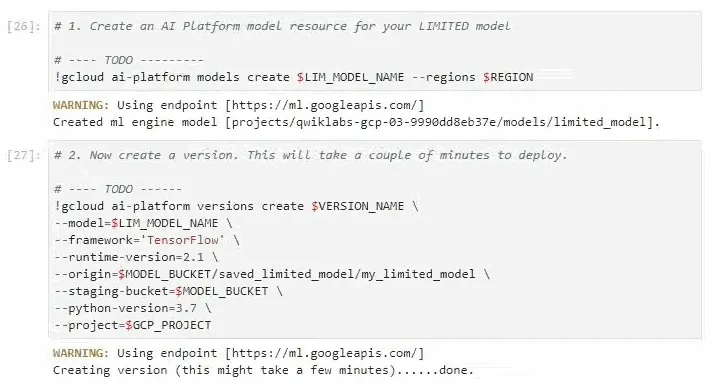 [26]: # 1. Create an AI Platform model resource for your LIMITED model
# ---- TODO ---------
!gcloud ai-platform models create $LIM_MODEL_NAME --regions $REGION
WARNING: Using endpoint [https://ml.googleapis.com/]
Created ml engine model [projects/qwiklabs-gcp-03-9990dd8eb37e/models/limited_model].
[27]: # 2. Now create a version. This will take a couple of minutes to deploy.
# ---- TODO ------
!gcloud ai-platform versions create $VERSION_NAME \
--model=$LIM_MODEL_NAME \
--framework='TensorFlow' \
--runtime-version=2.1 \
--origin=$MODEL_BUCKET/saved_limited_model/my_limited_model \
--staging-bucket=$MODEL_BUCKET \
--python-version=3.7 \
--project=$GCP_PROJECT
WARNING: Using endpoint [https://ml.googleapis.com/]
Creating version (this might take a few minutes)......done.